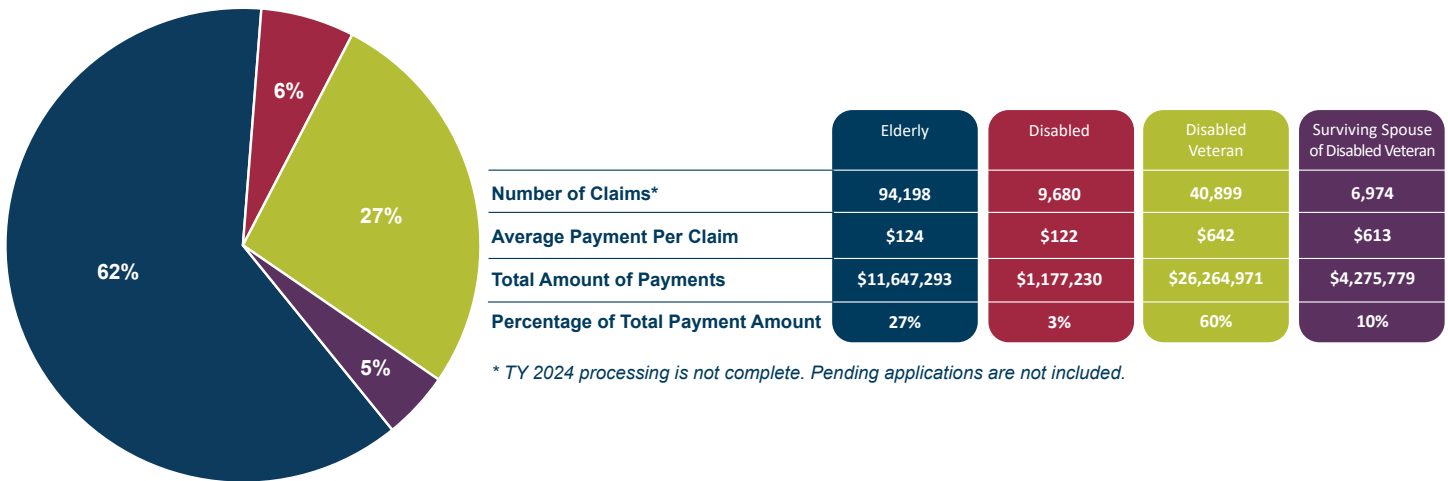 6%
27%
62%
5%
Elderly
Disabled
Disabled
Veteran
Surviving Spouse
of Disabled Veteran
Number of Claims* 94,198 9,680 40,899 6,974
Average Payment Per Claim $124 $122 $642 $613
Total Amount of Payments $11,647,293 $1,177,230 $26,264,971 $4,275,779
Percentage of Total Payment Amount 27% 3% 60% 10%
* TY 2024 processing is not complete. Pending applications are not included.